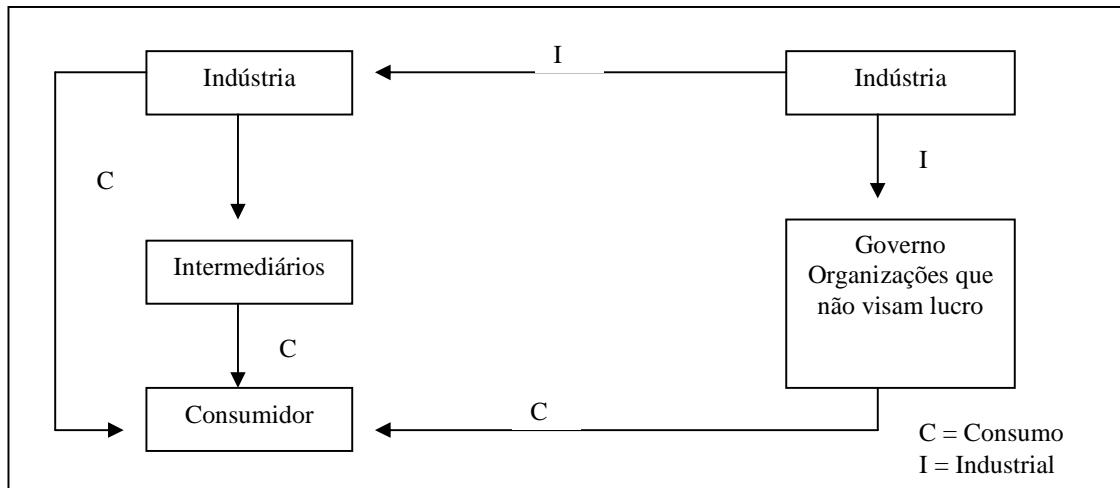 I
Indústria
Indústria
C
I
Intermediários
Governo
Organizações que
não visam lucro
C
Consumidor
C
C = Consumo
I = Industrial